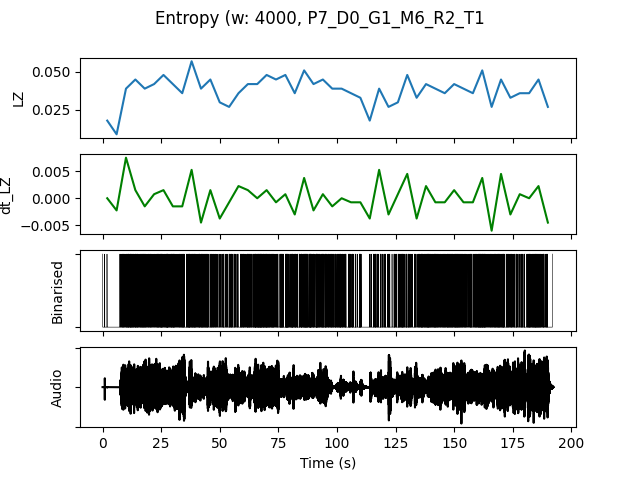 Entropy (w: 4000, P7_D0_G1_M6_R2_T1
LZ
0.050
0.025
dt_LZ
0.005
0.000
−0.005
Binarised
Audio
0 25 50 75 100 125 150 175 200
Time (s)